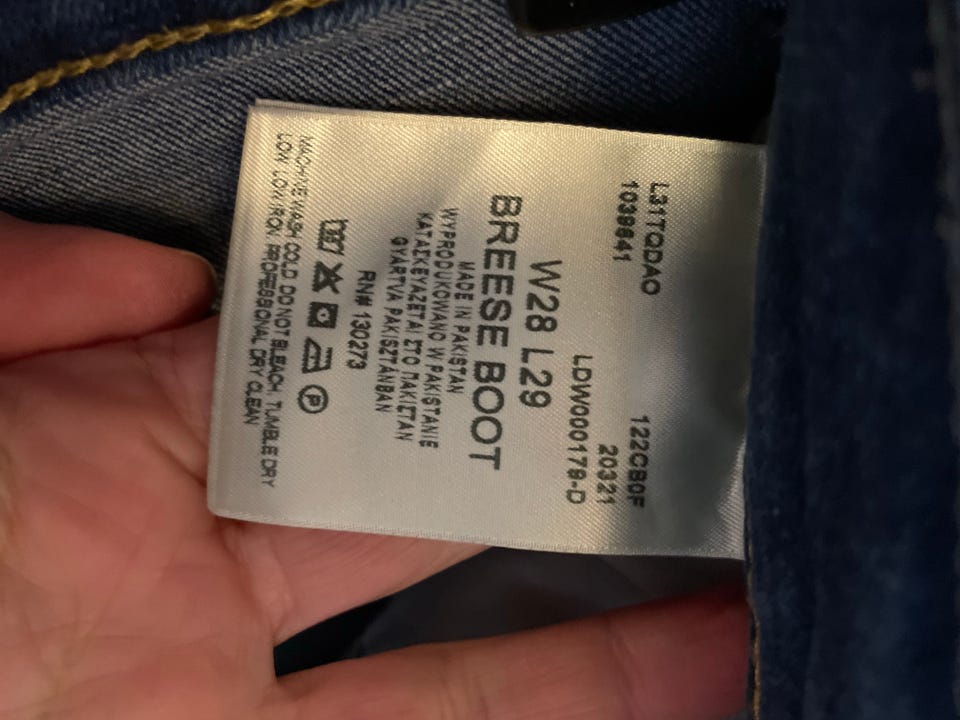 L31TQDAO 122CB0F
1039641 20321
LDW000178-D
W28 L29
BREESE BOOT
MADE IN PAKISTAN
WYPRODUKOWANO W PAKISTANIE
ΚΑΤΑΣΚΕΥΑΖΕΤΑΙ ΣΤΟ ΠΑΚΙΣΤΑΝ
GYÁRTVA PAKISZTÁNBAN
RN# 130273
MACHINE WASH COLD DO NOT BLEACH. TUMBLE DRY
LOW. LOW IRON. PROFESSIONAL DRY CLEAN